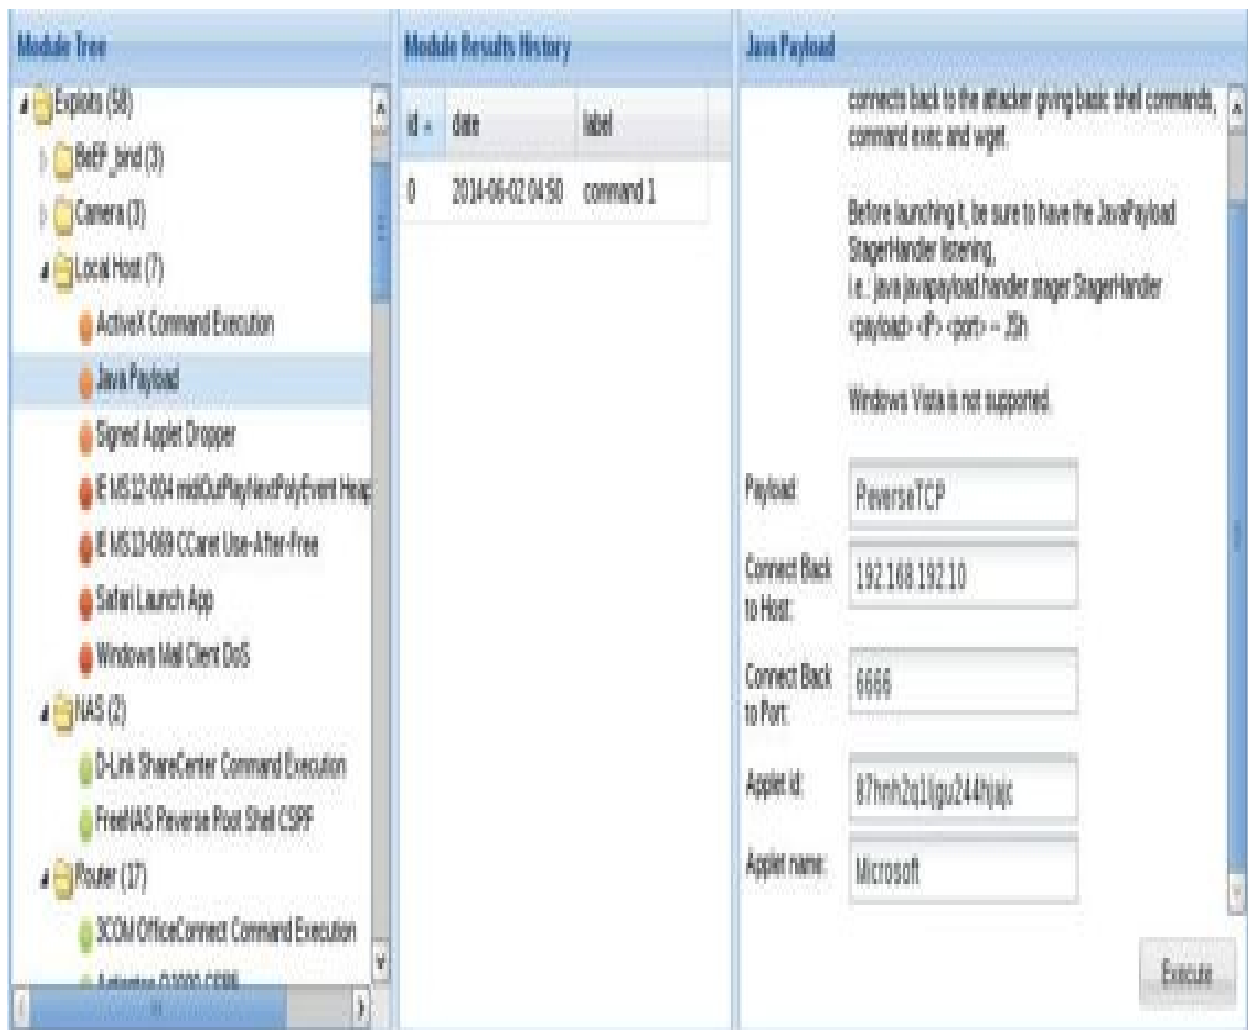 Module Tree
Exploits (58)
BeEF_bind (3)
Camera (3)
Local Host (7)
ActiveX Command Execution
Java Payload
Signed Applet Dropper
IE MS12-004 midiOutPlayNextPolyEvent Heap
IE MS13-069 CCaret Use-After-Free
Safari Launch App
Windows Mail Client DoS
NAS (2)
D-Link ShareCenter Command Execution
FreeNAS Reverse Root Shell CSRF
Router (17)
3COM OfficeConnect Command Execution
CSRF
Module Results History
id date label
0 2014-06-02 04:50 command 1
Java Payload
connects back to the attacker giving basic shell commands,
command exec and wget.
Before launching it, be sure to have the JavaPayload
StagerHandler listening,
i.e.: java javapayload.handler.stager.StagerHandler
<payload> <IP> <port> -- JSh
Windows Vista is not supported.
Payload: ReverseTCP
Connect Back
to Host: 192.168.192.10
Connect Back
to Port: 6666
Applet id:
Applet name: Microsoft
Execute